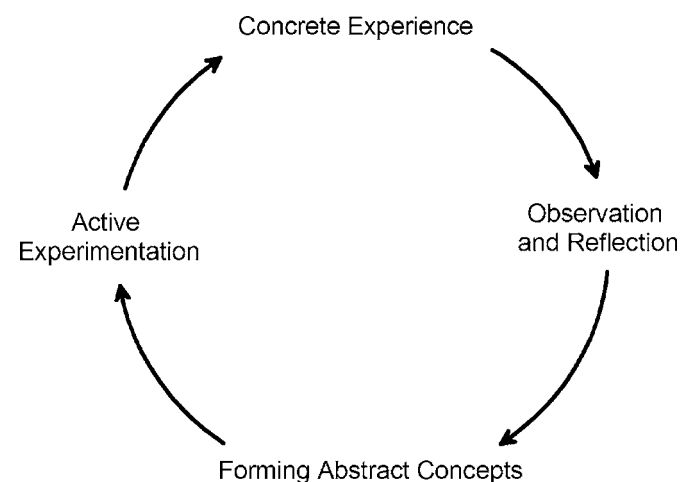 Concrete Experience
Observation
and Reflection
Forming Abstract Concepts
Active
Experimentation